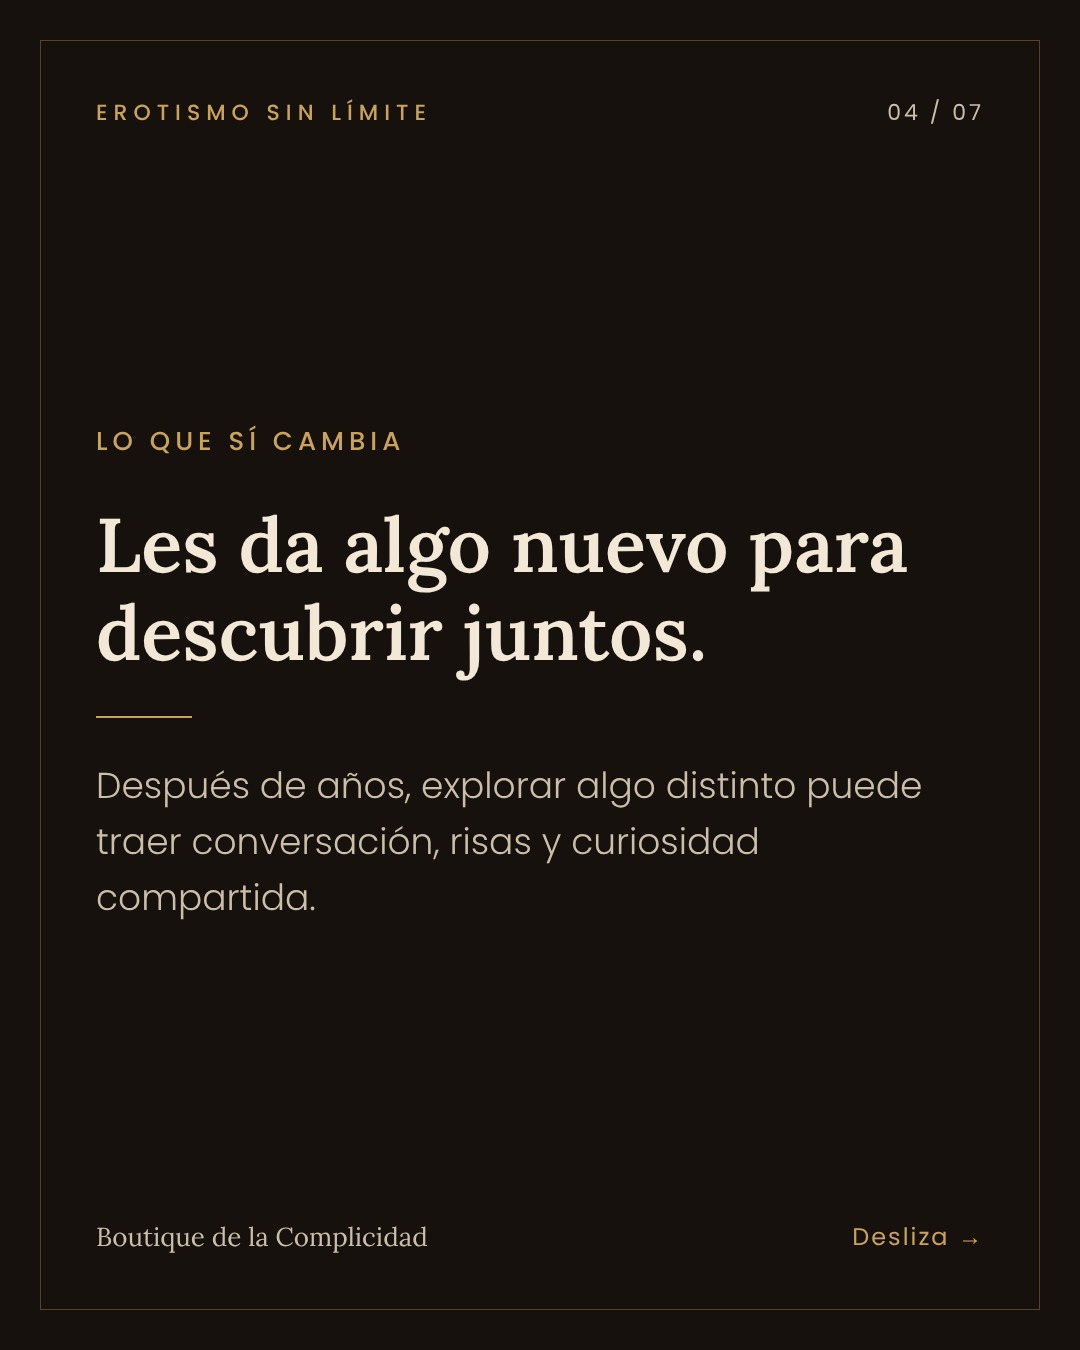 EROTISMO SIN LÍMITE
04 / 07
LO QUE SÍ CAMBIA
Les da algo nuevo para
descubrir juntos.
Después de años, explorar algo distinto puede
traer conversación, risas y curiosidad
compartida.
Boutique de la Complicidad
Desliza →